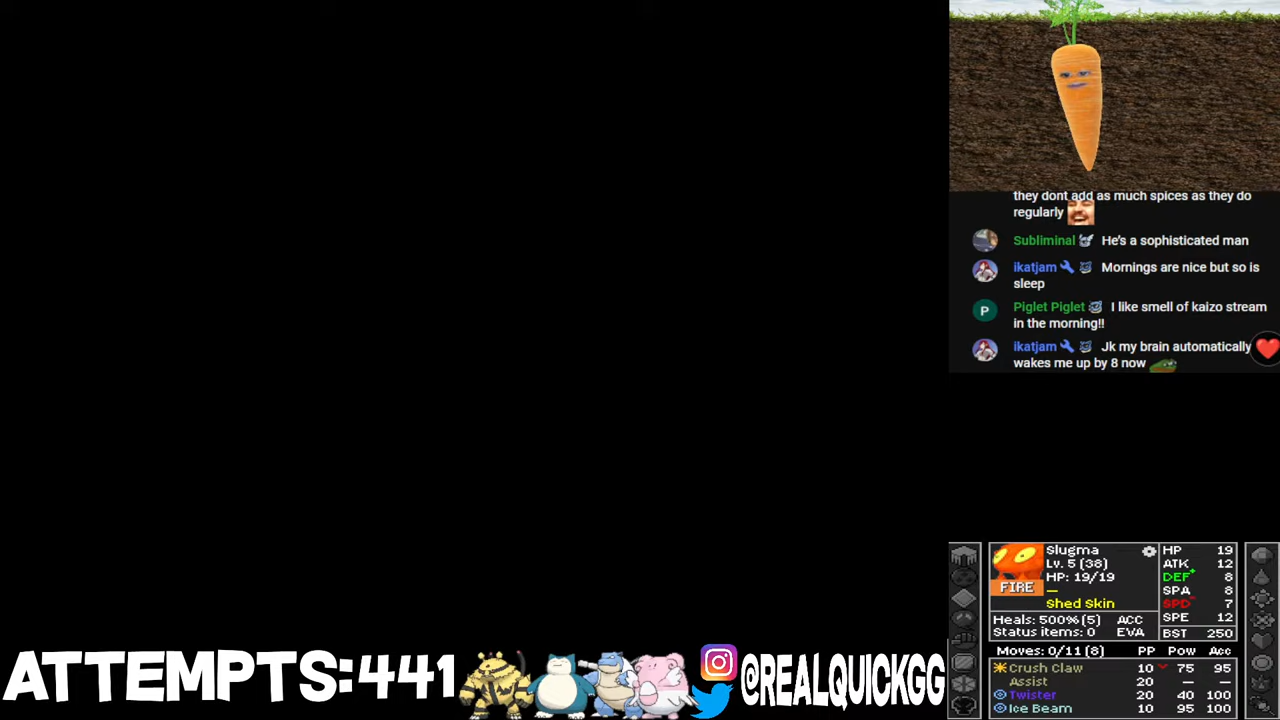 they dont add as much spices as they do
regularly
Subliminal He's a sophisticated man
ikatjam Mornings are nice but so is
sleep
P Piglet Piglet I like smell of kaizo stream
in the morning!!
ikatjam Jk my brain automatically
wakes me up by 8 now
Slugma
Lv. 5 (38)
HP: 19/19
—
FIRE Shed Skin
Heals: 500% (5) ACC
Status items: 0 EVA
HP 19
ATK 12
DEF+ 8
SPA 8
SPD- 7
SPE 12
BST 250
Moves: 0/11 (8) PP Pow Acc
Crush Claw 10 75 95
Assist 20 — —
Twister 20 40 100
Ice Beam 10 95 100
ATTEMPTS:441 @REALQUICKGG